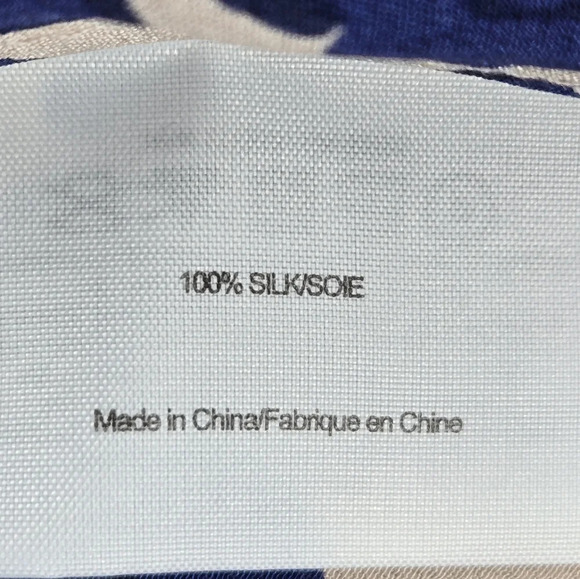 100% SILK/SOIE
Made in China/Fabrique en Chine